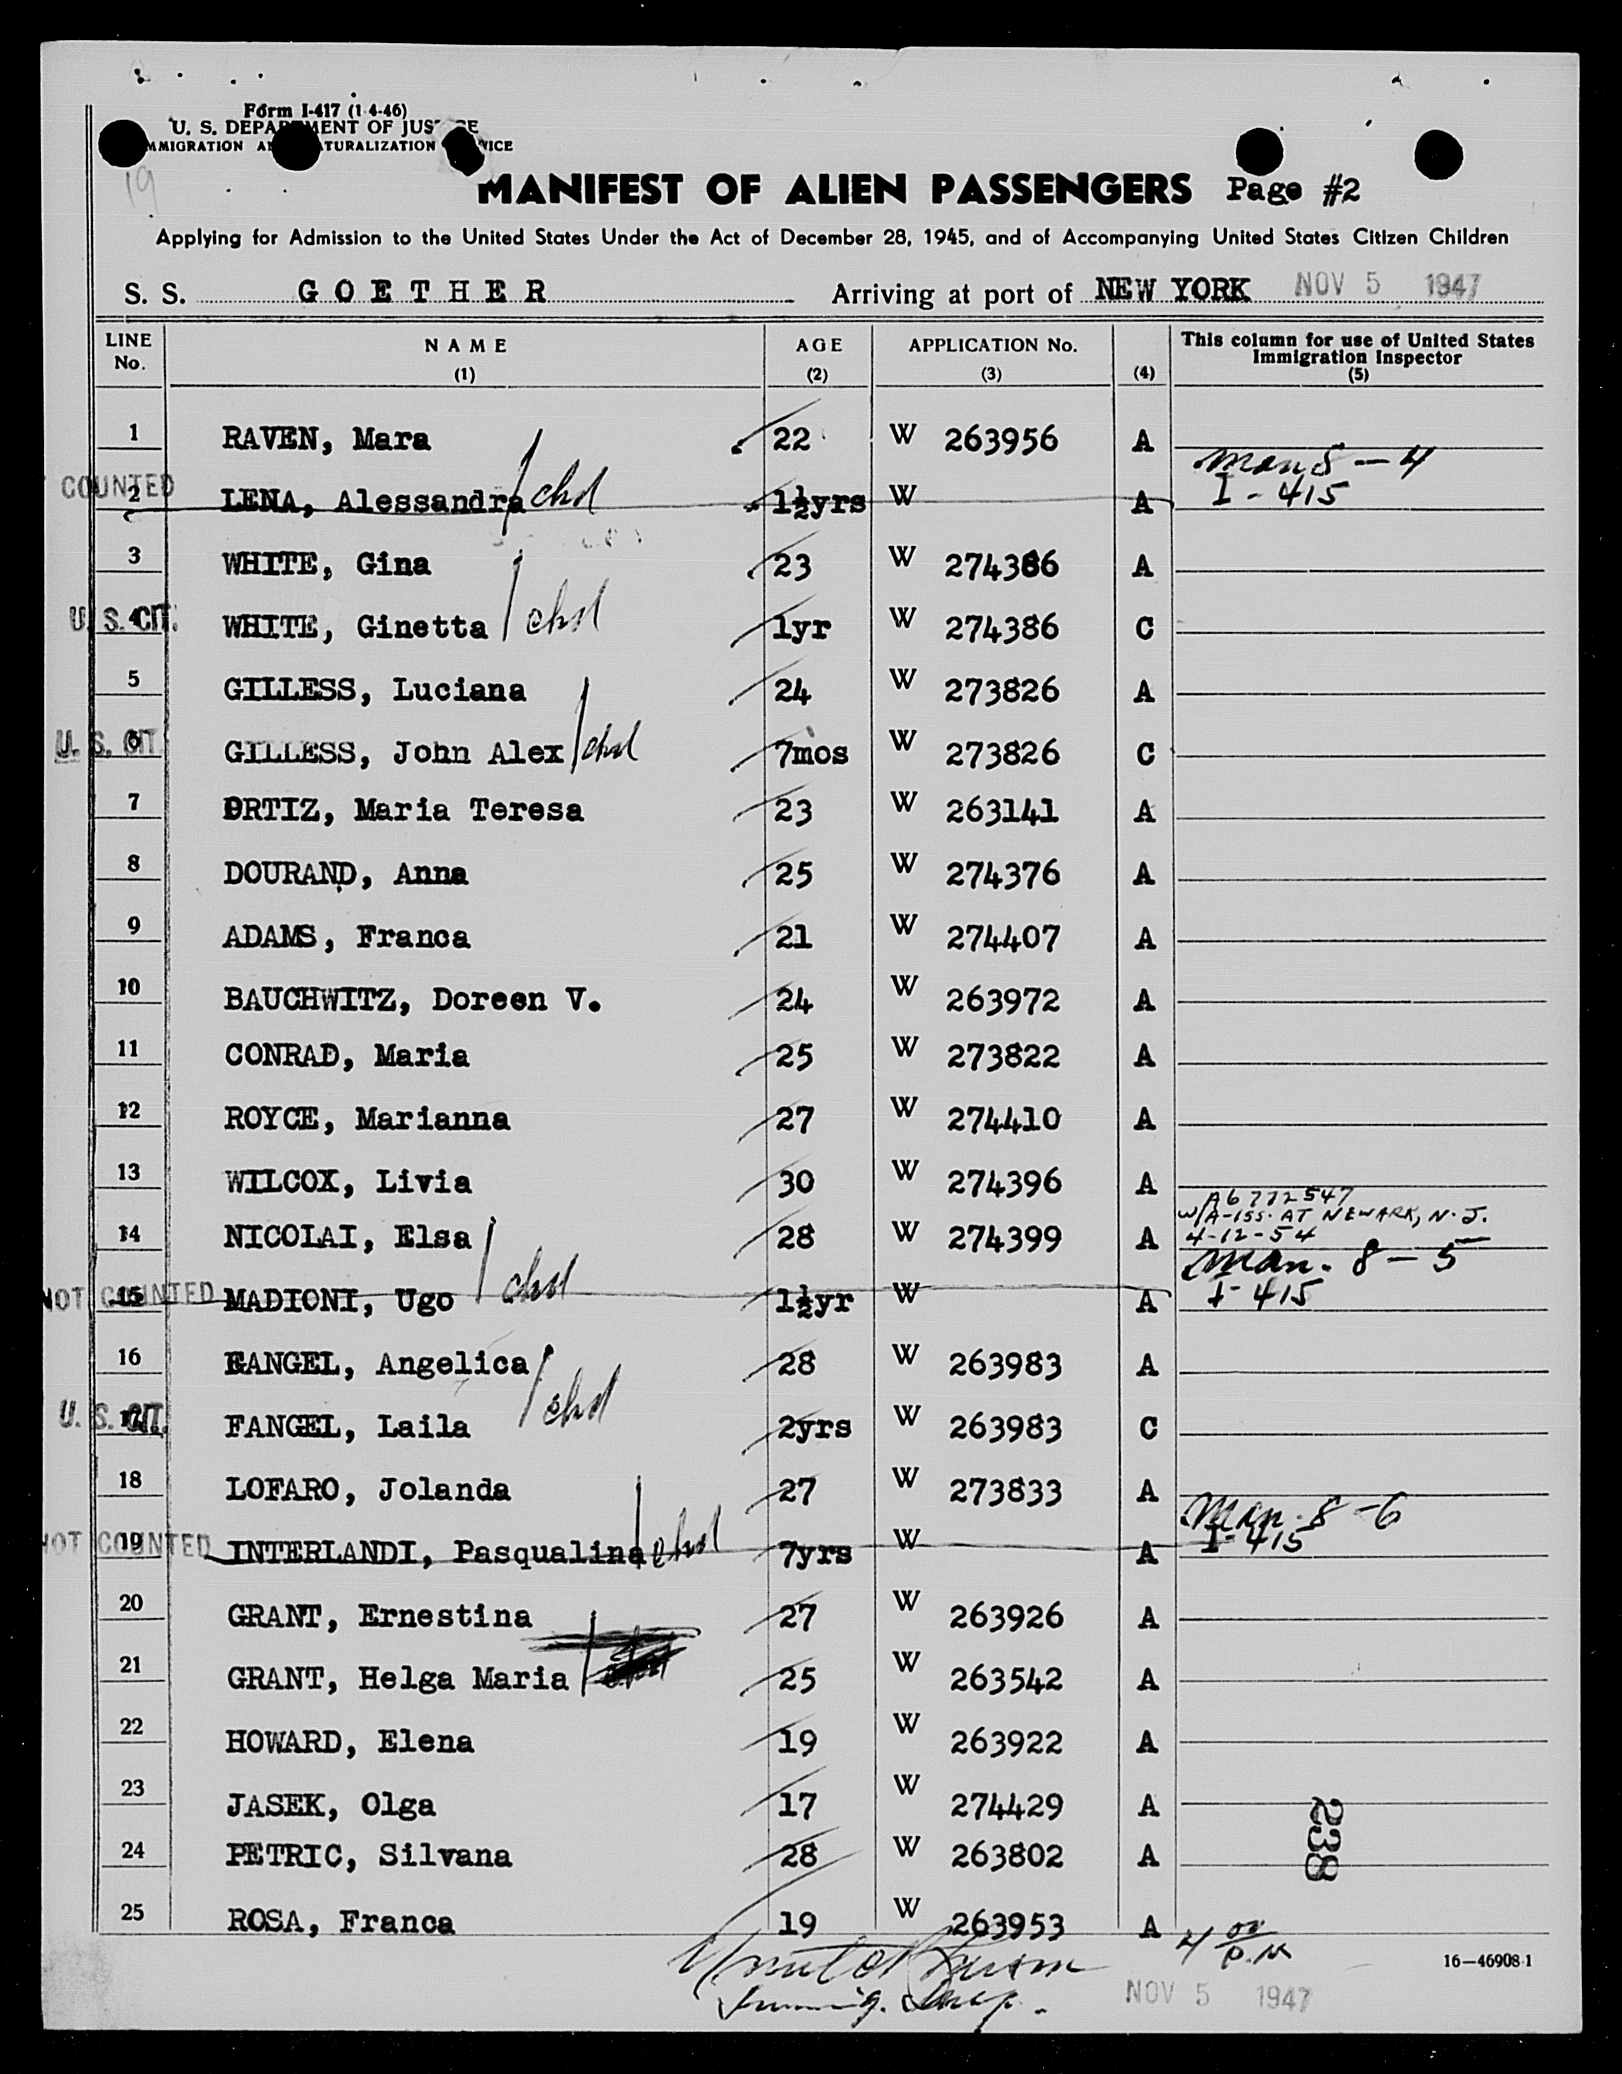 Form I-417 (1-4-46)
U. S. DEPARTMENT OF JUSTICE
IMMIGRATION AND NATURALIZATION SERVICE
19
MANIFEST OF ALIEN PASSENGERS Page #2
Applying for Admission to the United States Under the Act of December 28, 1945, and of Accompanying United States Citizen Children
S. S. GOETHER Arriving at port of NEW YORK NOV 5 1947
LINE No. NAME (1) AGE (2) APPLICATION No. (3) (4) This column for use of United States Immigration Inspector (5)
1 RAVEN, Mara 22 W 263956 A
COUNTED 2 LENA, Alessandra chd 1½yrs W A man 8-4 I-415
3 WHITE, Gina 23 W 274386 A
U. S. CIT. 4 WHITE, Ginetta chd 1yr W 274386 C
5 GILLESS, Luciana 24 W 273826 A
U. S. CIT. 6 GILLESS, John Alex chd 7mos W 273826 C
7 ORTIZ, Maria Teresa 23 W 263141 A
8 DOURAND, Anna 25 W 274376 A
9 ADAMS, Franca 21 W 274407 A
10 BAUCHWITZ, Doreen V. 24 W 263972 A
11 CONRAD, Maria 25 W 273822 A
12 ROYCE, Marianna 27 W 274410 A
13 WILCOX, Livia 30 W 274396 A
A6772547
W/A-155. AT NEWARK, N. J.
14 NICOLAI, Elsa 28 W 274399 A 4-12-54
NOT COUNTED 15 MADIONI, Ugo chd 1½yr W A Man. 8-5 I-415
16 FANGEL, Angelica 28 W 263983 A
U. S. CIT. 17 FANGEL, Laila chd 2yrs W 263983 C
18 LOFARO, Jolanda 27 W 273833 A
NOT COUNTED 19 INTERLANDI, Pasqualina chd 7yrs W A Man. 8-6 I-415
20 GRANT, Ernestina 27 W 263926 A
21 GRANT, Helga Maria 25 W 263542 A
22 HOWARD, Elena 19 W 263922 A
23 JASEK, Olga 17 W 274429 A
24 PETRIC, Silvana 28 W 263802 A
238
25 ROSA, Franca 19 W 263953 A
4 00 P.M
16—46908-1
Immig. Insp.
NOV 5 1947